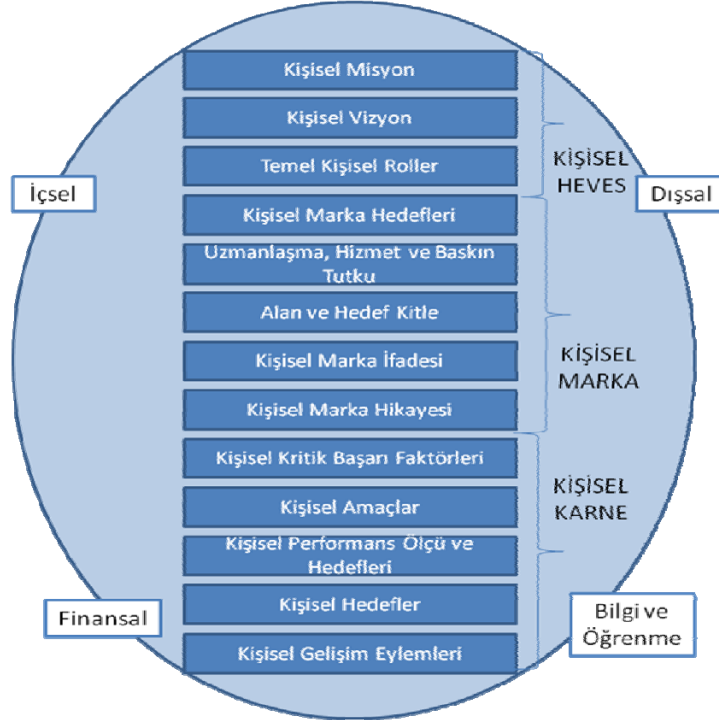 Kişisel Misyon
Kişisel Vizyon
Temel Kişisel Roller
KİŞİSEL
HEVES
İçsel
Dışsal
Kişisel Marka Hedefleri
Uzmanlaşma, Hizmet ve Baskın
Tutku
Alan ve Hedef Kitle
Kişisel Marka İfadesi
KİŞİSEL
MARKA
Kişisel Marka Hikayesi
Kişisel Kritik Başarı Faktörleri
KİŞİSEL
KARNE
Kişisel Amaçlar
Kişisel Performans Ölçü ve
Hedefleri
Kişisel Hedefler
Finansal
Bilgi ve
Öğrenme
Kişisel Gelişim Eylemleri